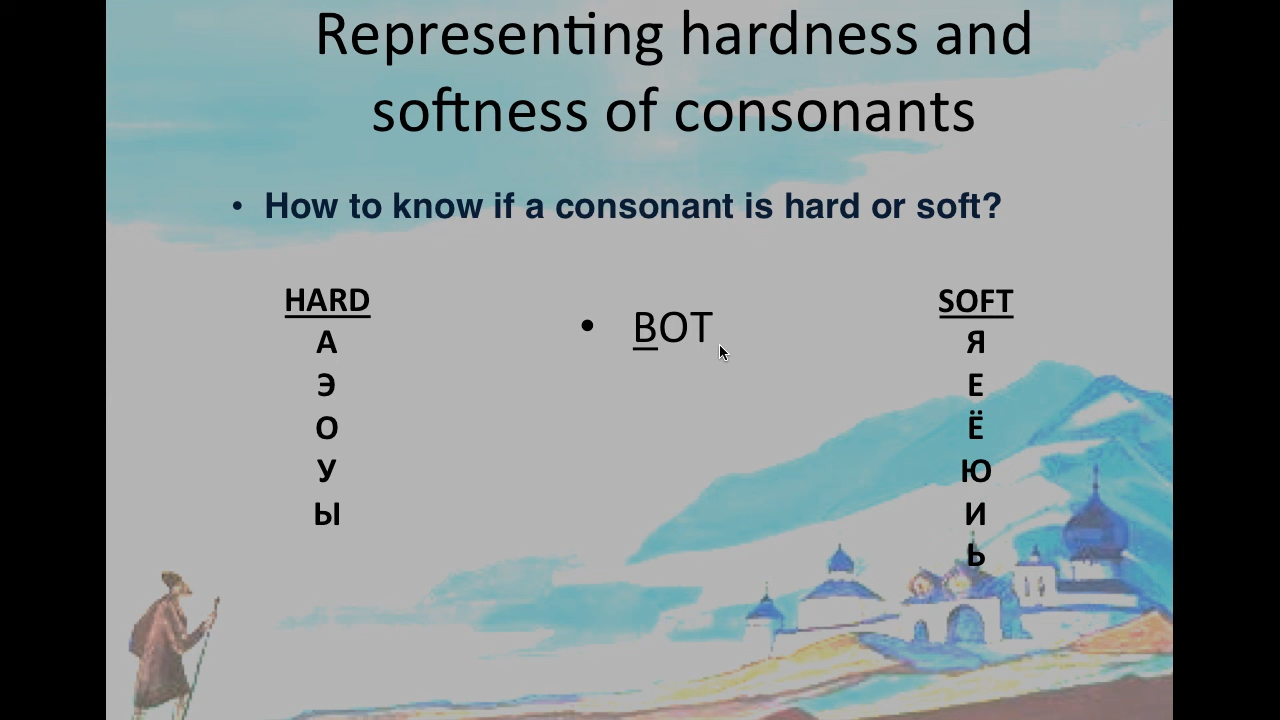 Representing hardness and
softness of consonants
• How to know if a consonant is hard or soft?
HARD
А
Э
О
У
Ы
• ВОТ
SOFT
Я
Е
Ё
Ю
И
Ь